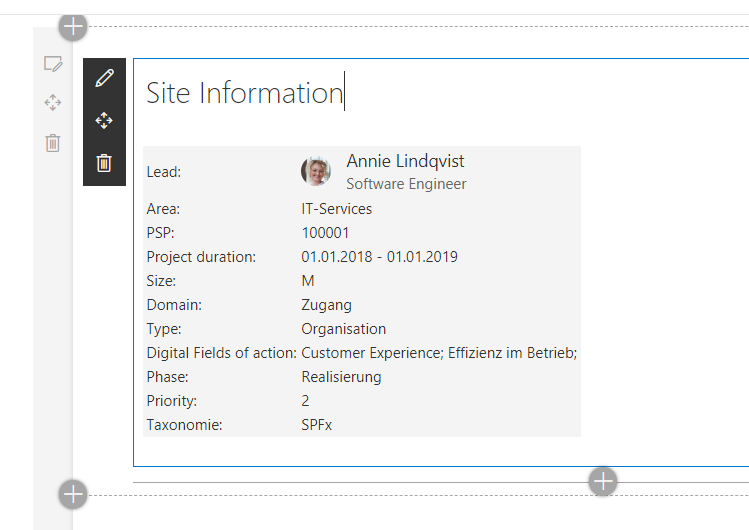 Site Information
Lead:
Annie Lindqvist
Software Engineer
Area: IT-Services
PSP: 100001
Project duration: 01.01.2018 - 01.01.2019
Size: M
Domain: Zugang
Type: Organisation
Digital Fields of action: Customer Experience; Effizienz im Betrieb;
Phase: Realisierung
Priority: 2
Taxonomie: SPFx